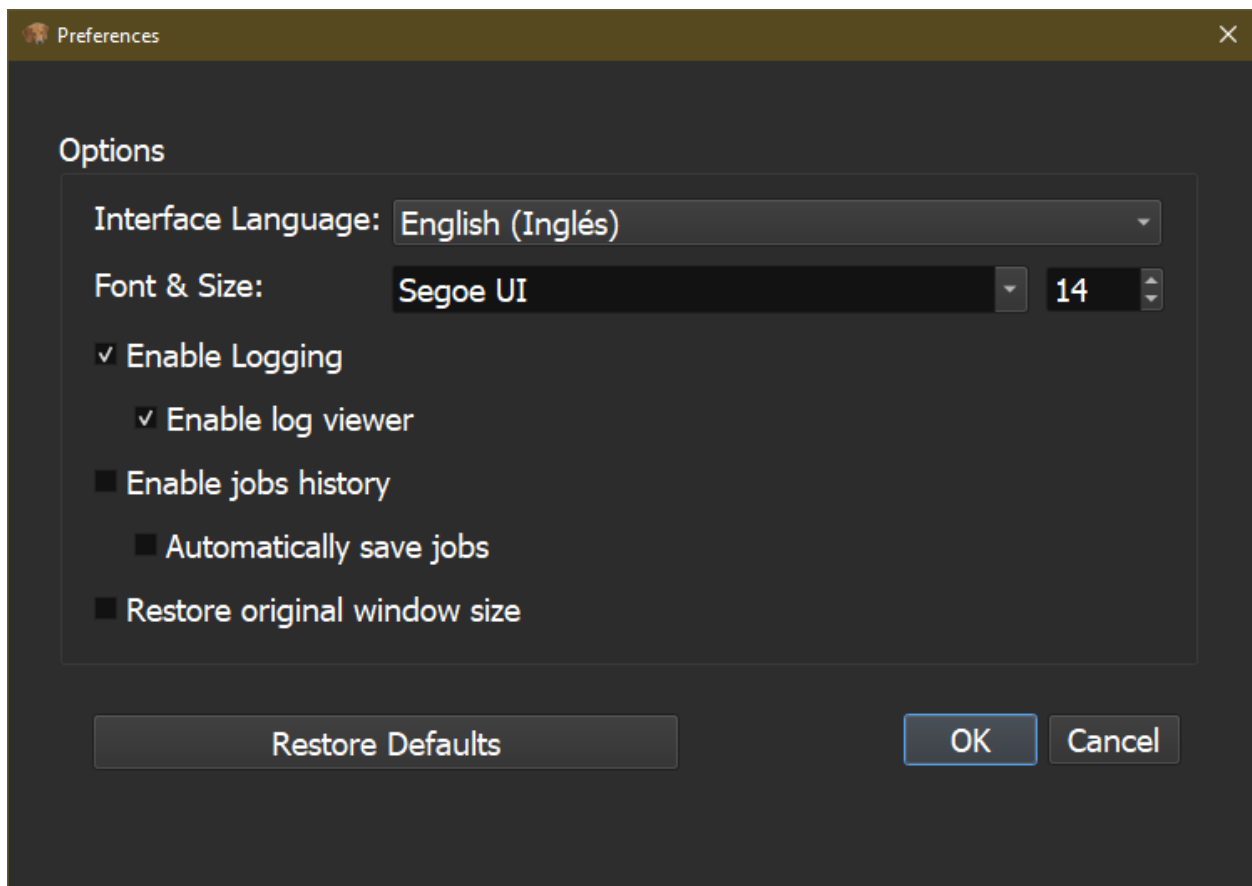 Preferences
Options
Interface Language: English (Inglés)
Font & Size: Segoe UI 14
Enable Logging
Enable log viewer
Enable jobs history
Automatically save jobs
Restore original window size
Restore Defaults OK Cancel